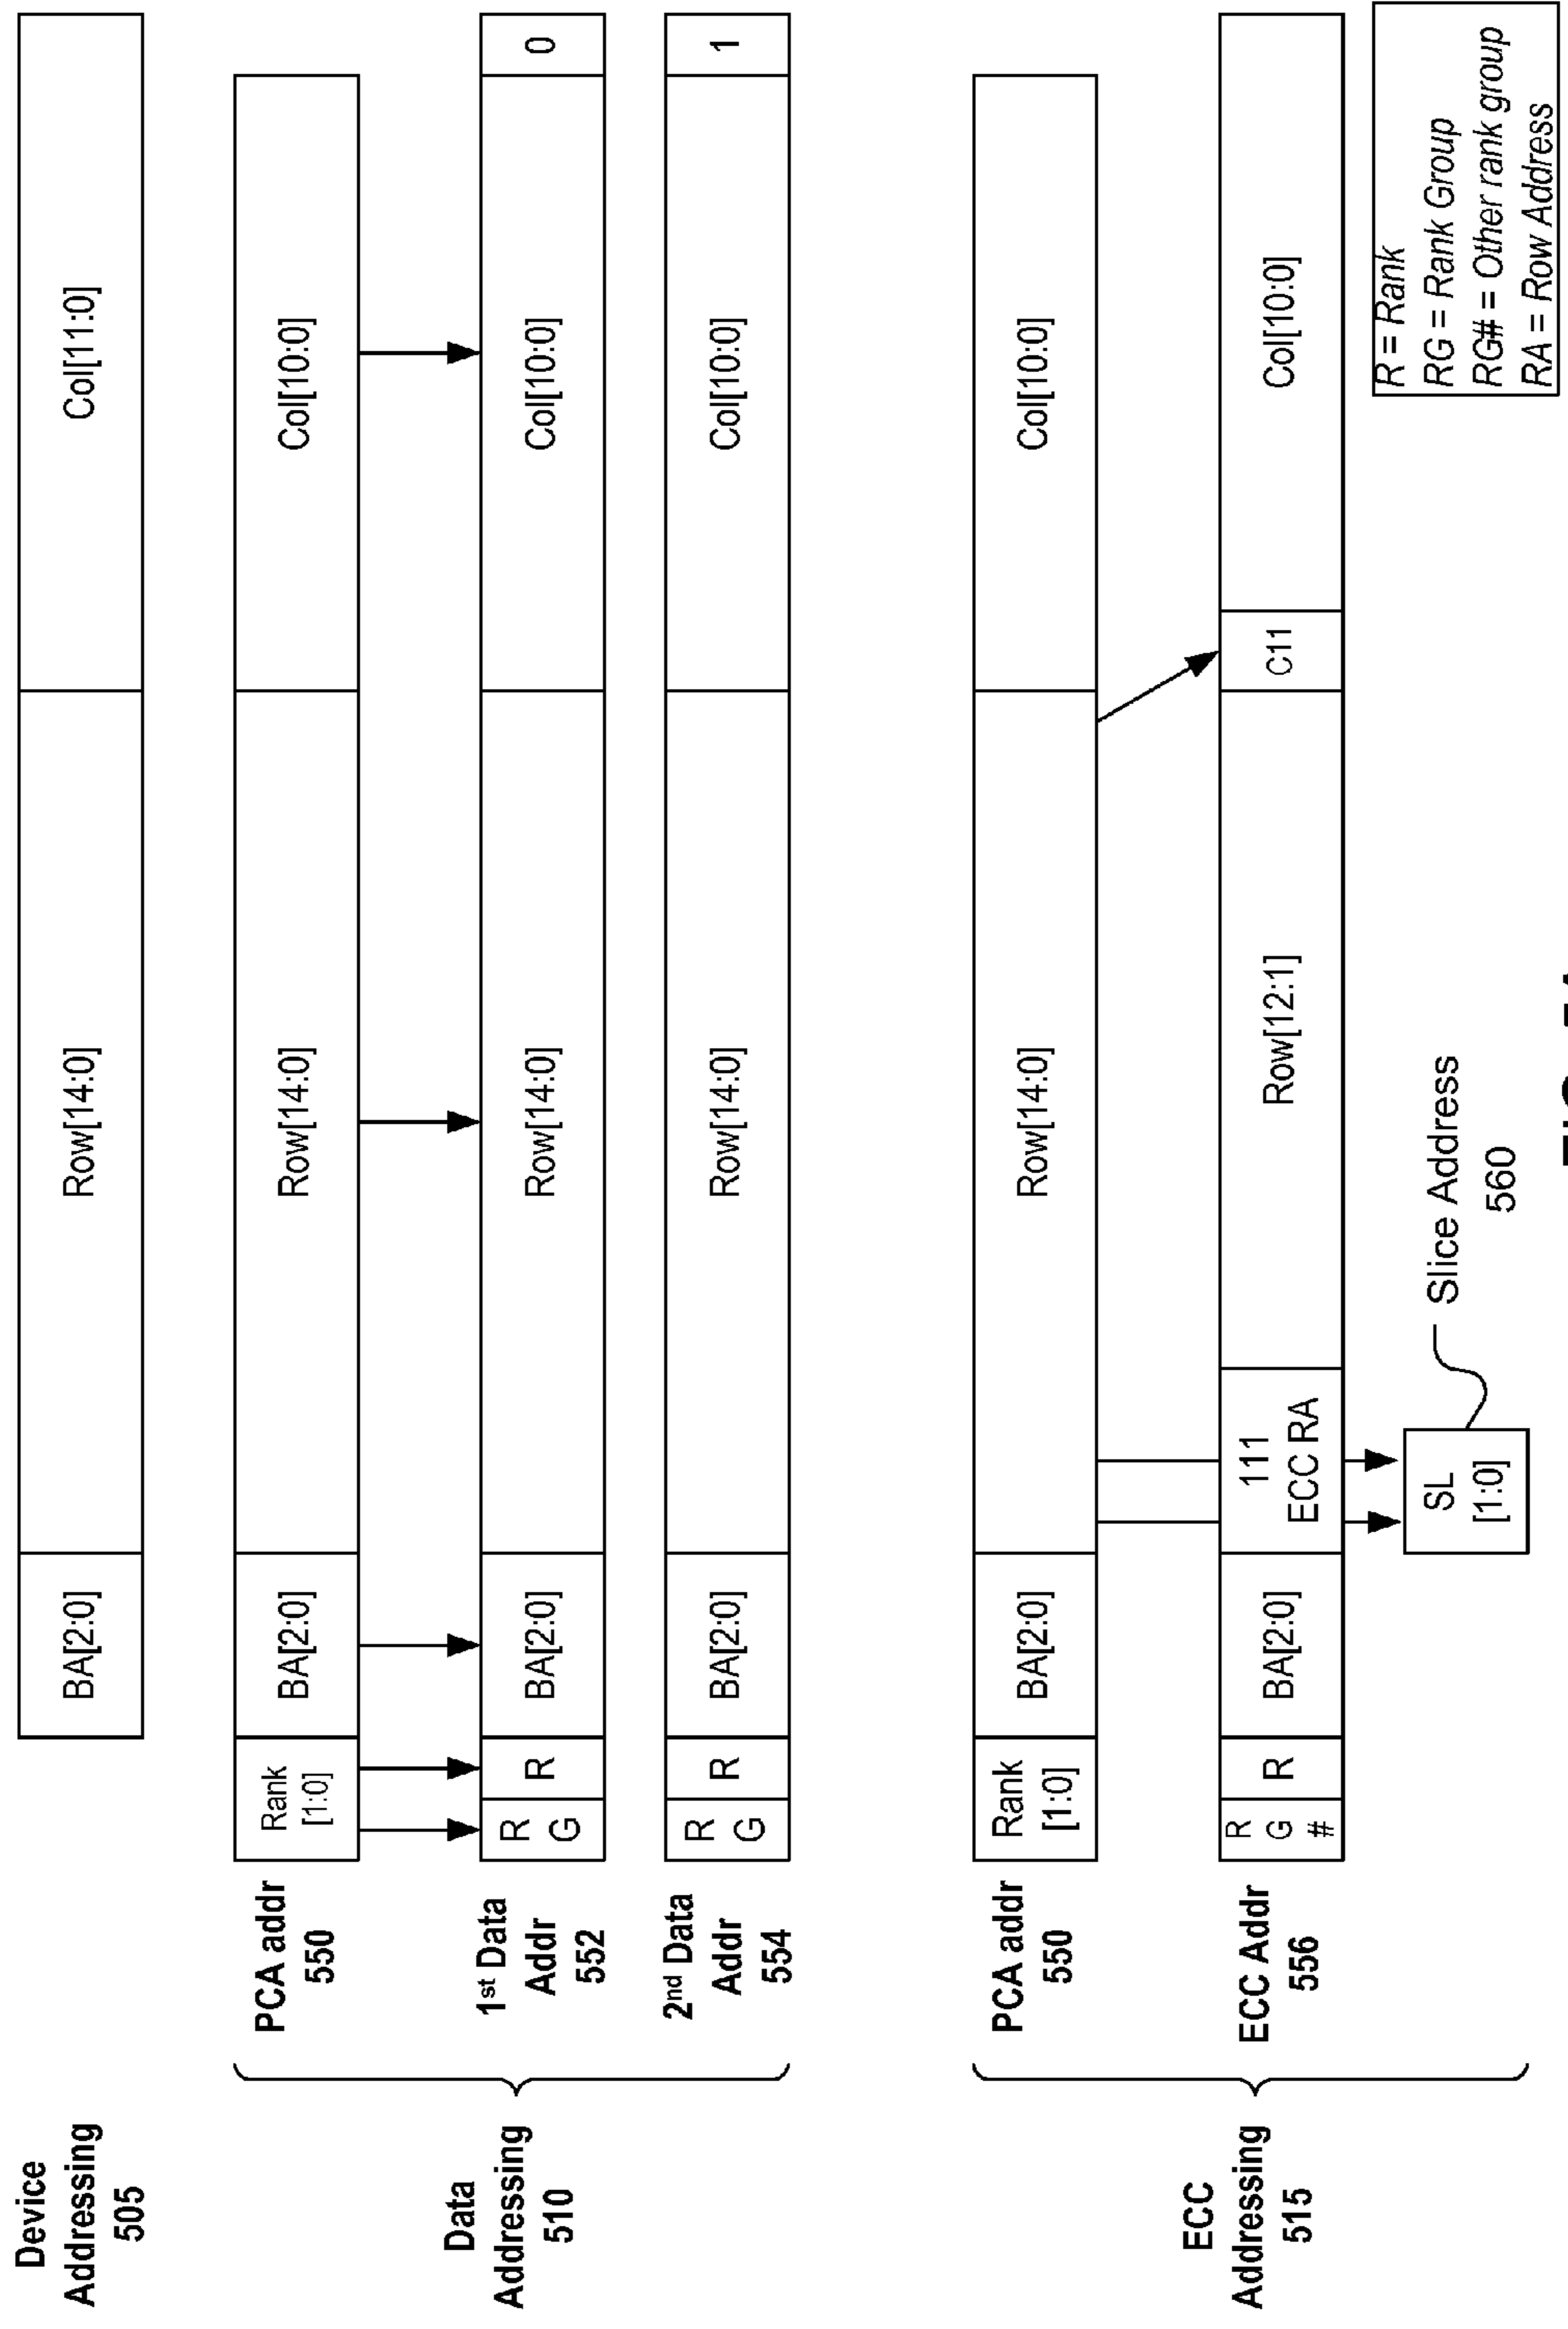 Device
Addressing
505
BA[2:0]
Row[14:0]
Col[11:0]
Data
Addressing
510
PCA addr
550
Rank
[1:0]
BA[2:0]
Row[14:0]
Col[10:0]
1st Data
Addr
552
R
G
R
BA[2:0]
Row[14:0]
Col[10:0]
0
2nd Data
Addr
554
R
G
R
BA[2:0]
Row[14:0]
Col[10:0]
1
ECC
Addressing
515
PCA addr
550
Rank
[1:0]
BA[2:0]
Row[14:0]
Col[10:0]
ECC Addr
556
R
G
#
R
BA[2:0]
111
ECC RA
Row[12:1]
C11
Col[10:0]
SL
[1:0]
Slice Address
560
R = Rank
RG = Rank Group
RG# = Other rank group
RA = Row Address